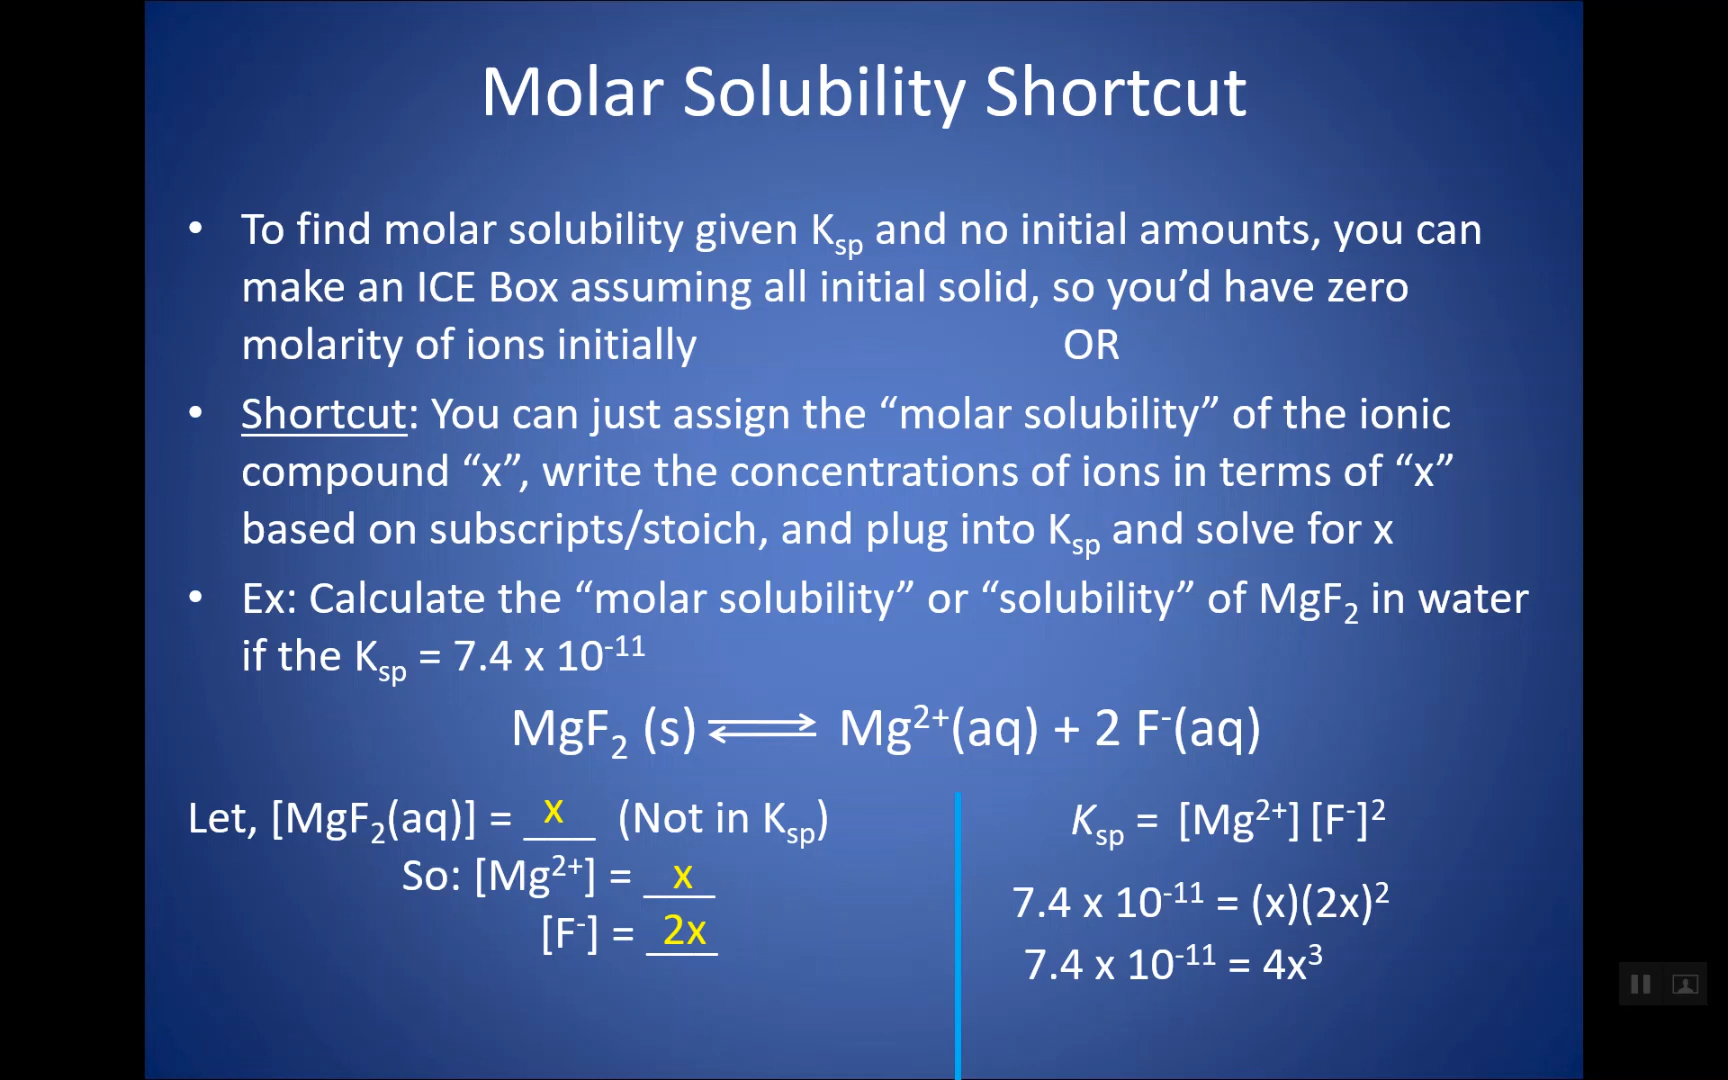 Molar Solubility Shortcut
• To find molar solubility given Ksp and no initial amounts, you can
make an ICE Box assuming all initial solid, so you’d have zero
molarity of ions initially OR
• Shortcut: You can just assign the “molar solubility” of the ionic
compound “x”, write the concentrations of ions in terms of “x”
based on subscripts/stoich, and plug into Ksp and solve for x
• Ex: Calculate the “molar solubility” or “solubility” of MgF₂ in water
if the Ksp = 7.4 x 10⁻¹¹
MgF₂ (s) ⇌ Mg²⁺(aq) + 2 F⁻(aq)
Let, [MgF₂(aq)] = x (Not in Ksp)
So: [Mg²⁺] = x
[F⁻] = 2x
Ksp = [Mg²⁺] [F⁻]²
7.4 x 10⁻¹¹ = (x)(2x)²
7.4 x 10⁻¹¹ = 4x³